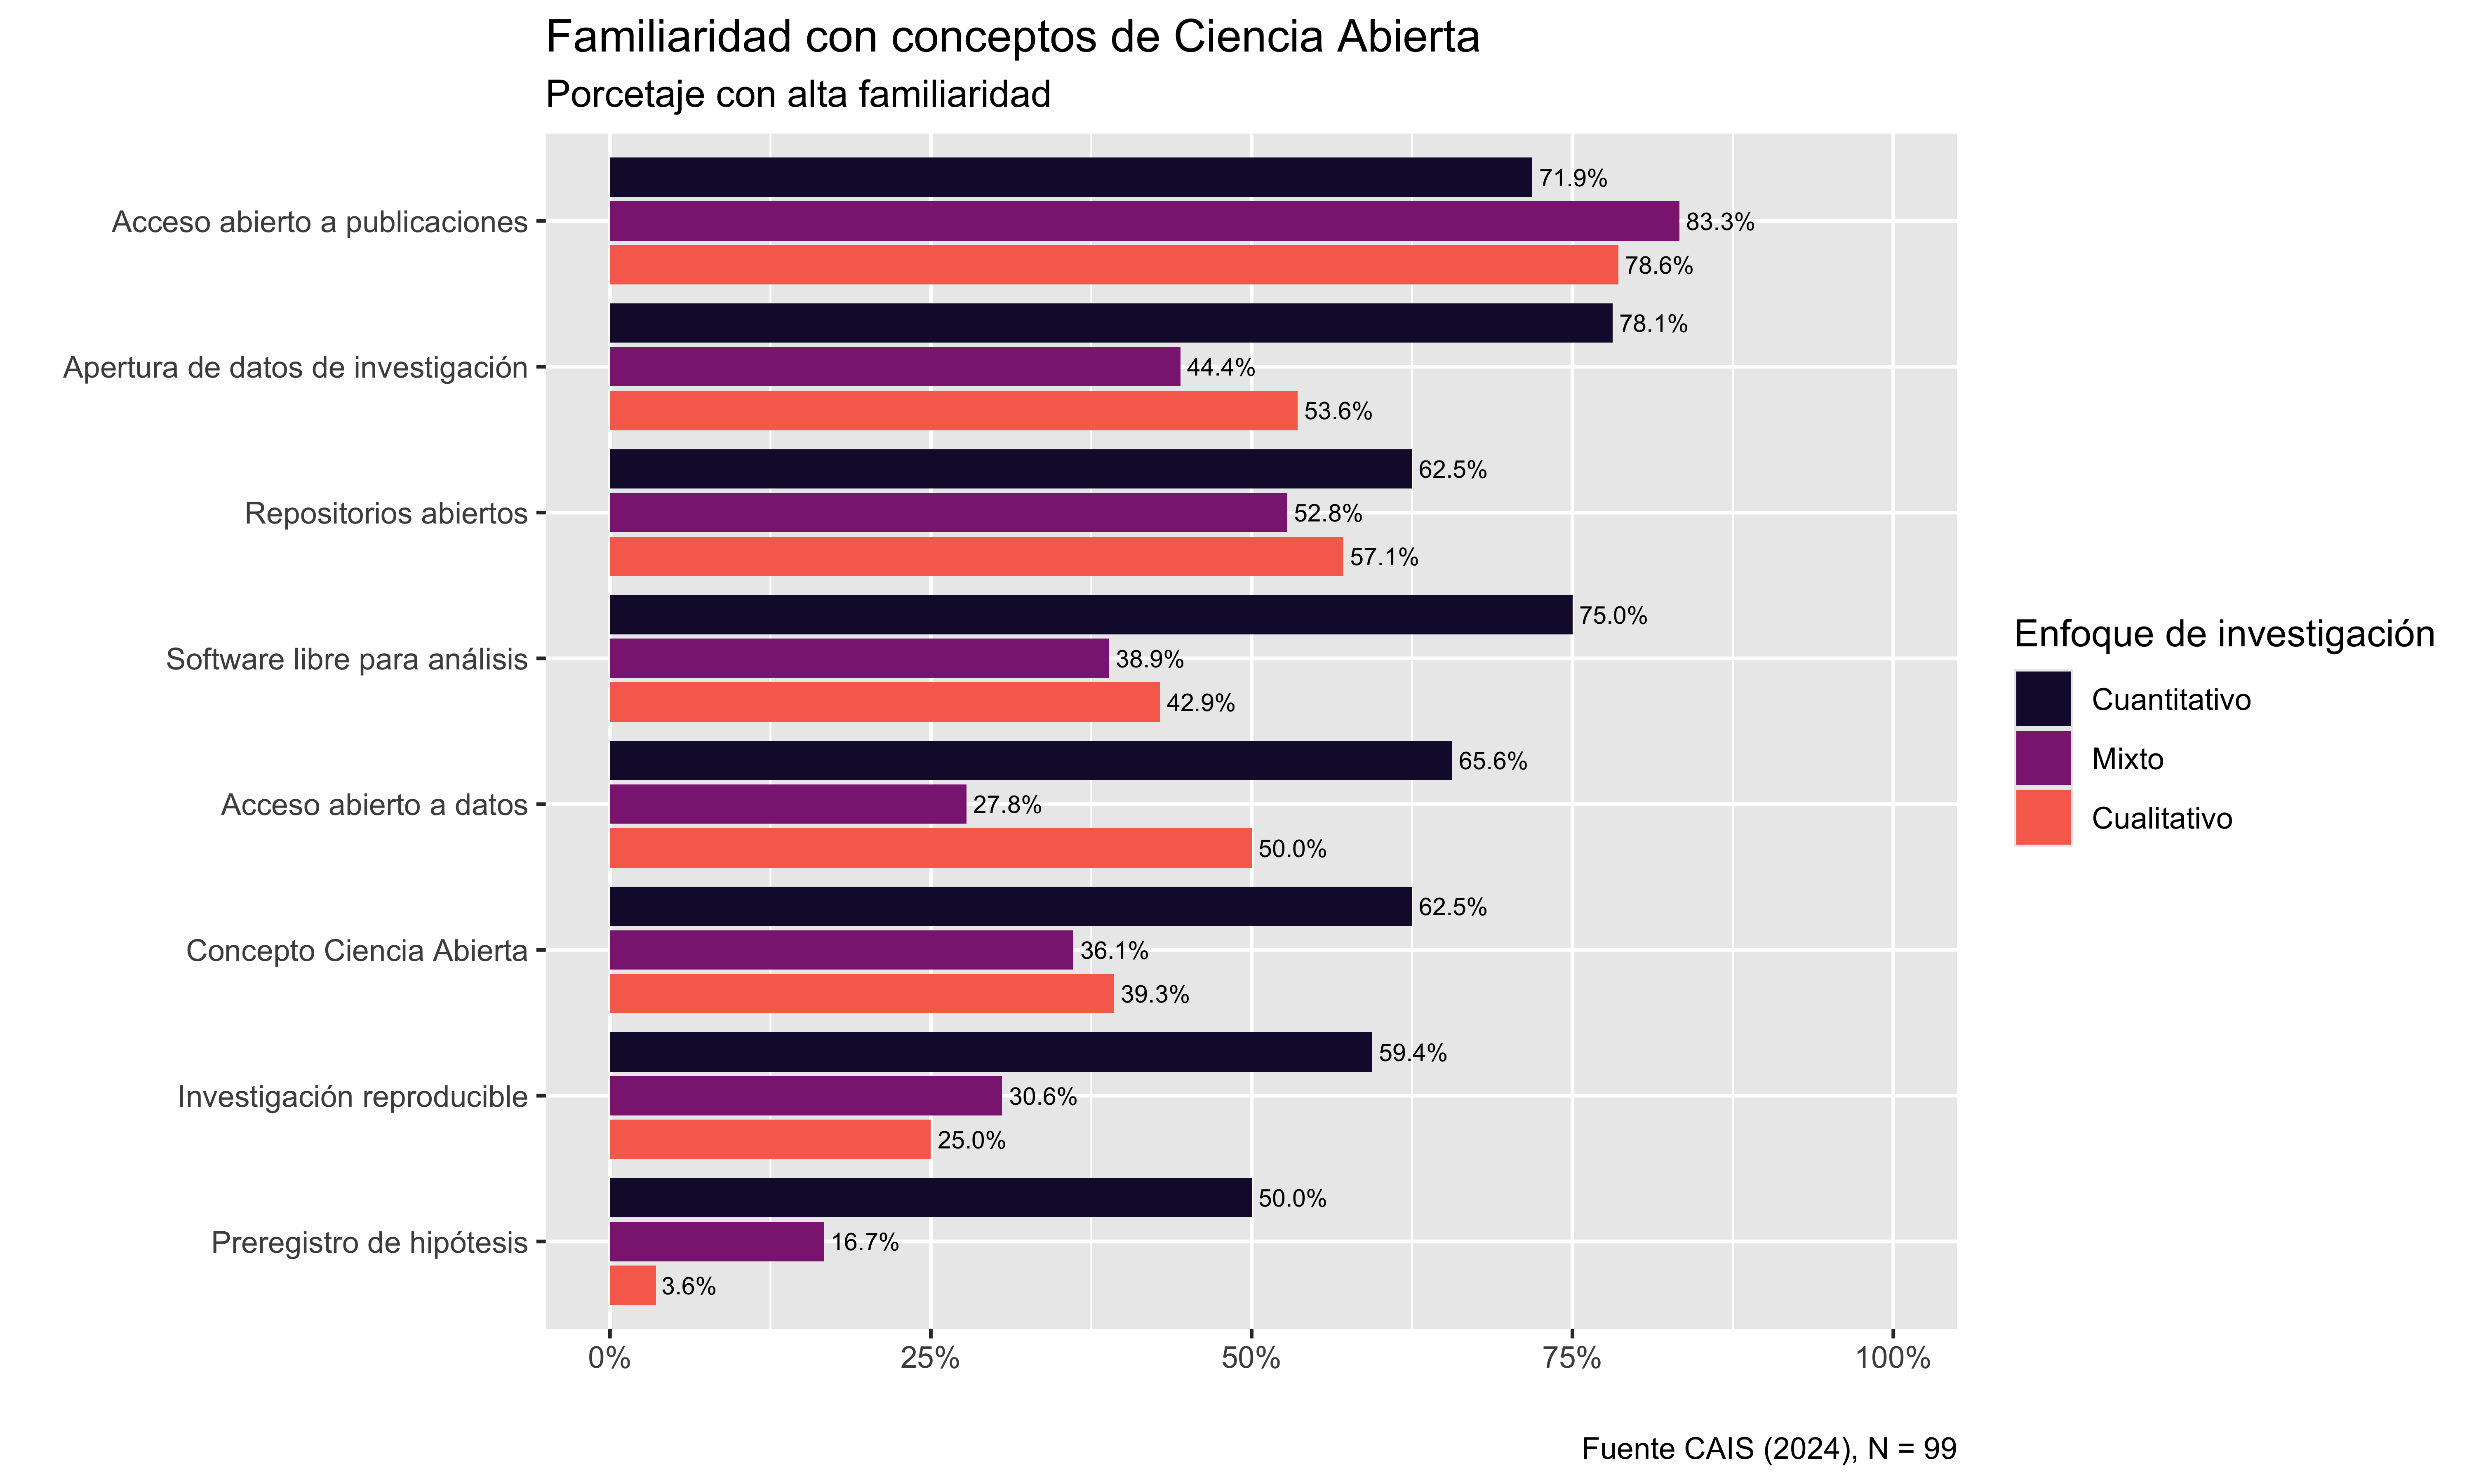 Familiaridad con conceptos de Ciencia Abierta
Porcetaje con alta familiaridad
Acceso abierto a publicaciones
71.9%
83.3%
78.6%
Apertura de datos de investigación
78.1%
44.4%
53.6%
Repositorios abiertos
62.5%
52.8%
57.1%
Software libre para análisis
75.0%
38.9%
42.9%
Acceso abierto a datos
65.6%
27.8%
50.0%
Concepto Ciencia Abierta
62.5%
36.1%
39.3%
Investigación reproducible
59.4%
30.6%
25.0%
Preregistro de hipótesis
50.0%
16.7%
3.6%
0% 25% 50% 75% 100%
Enfoque de investigación
Cuantitativo
Mixto
Cualitativo
Fuente CAIS (2024), N = 99